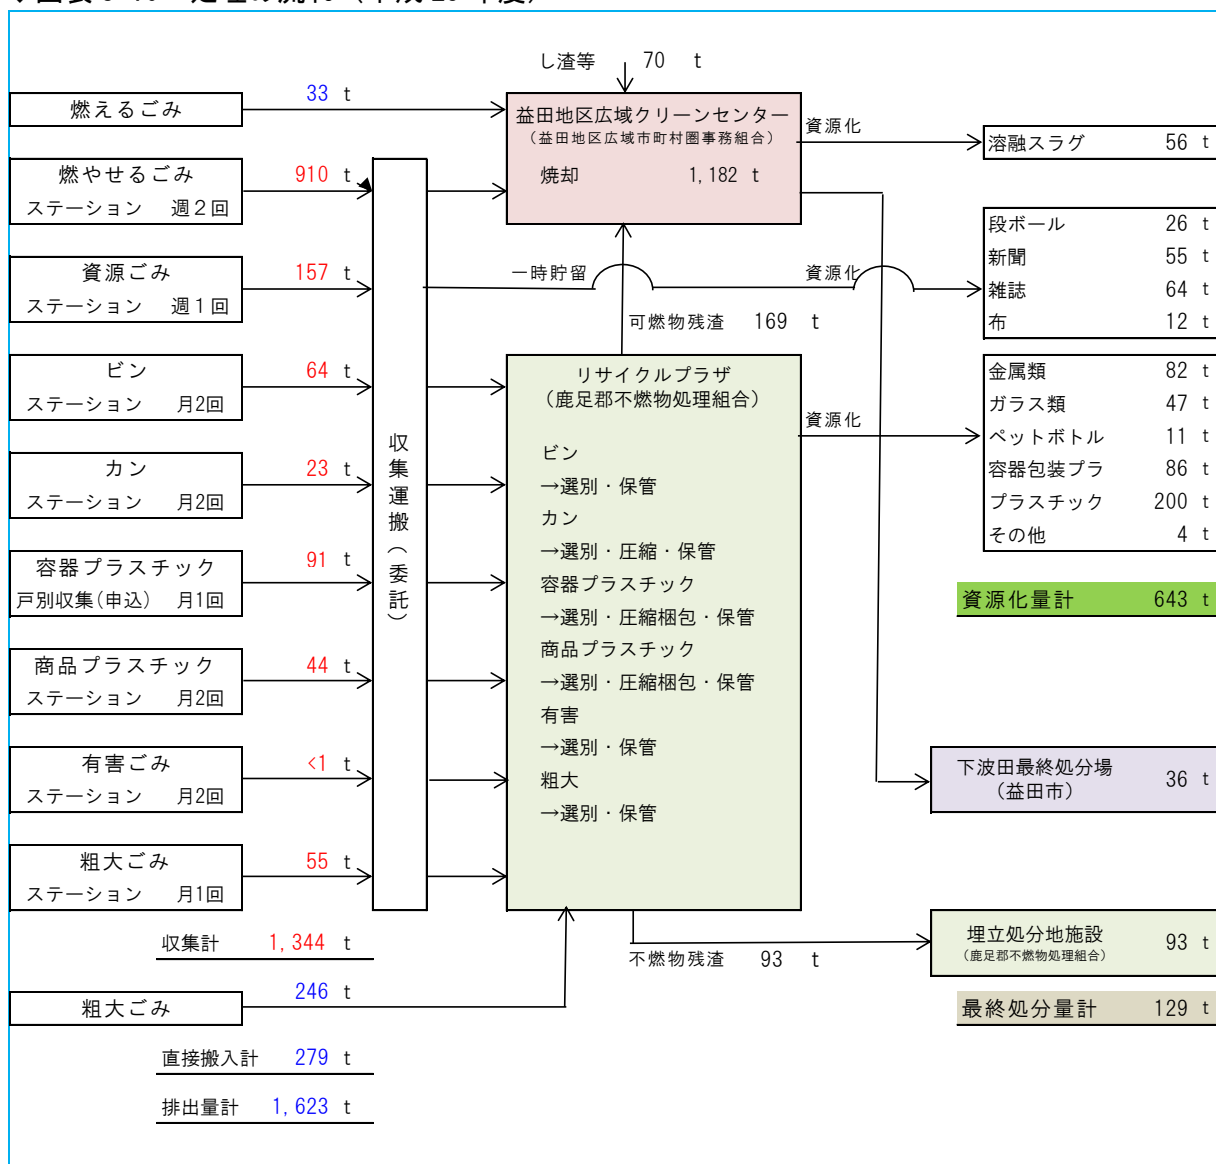 し渣等 70 t
燃えるごみ 33 t
益田地区広域クリーンセンター
（益田地区広域市町村圏事務組合）
焼却 1,182 t
資源化
溶融スラグ 56 t
燃やせるごみ 910 t
ステーション 週２回
段ボール 26 t
新聞 55 t
雑誌 64 t
布 12 t
資源ごみ 157 t
ステーション 週１回
一時貯留
資源化
可燃物残渣 169 t
ビン 64 t
ステーション 月2回
カン 23 t
ステーション 月2回
容器プラスチック 91 t
戸別収集(申込) 月1回
商品プラスチック 44 t
ステーション 月2回
有害ごみ <1 t
ステーション 月2回
粗大ごみ 55 t
ステーション 月1回
収集運搬（委託）
リサイクルプラザ
（鹿足郡不燃物処理組合）
ビン
→選別・保管
カン
→選別・圧縮・保管
容器プラスチック
→選別・圧縮梱包・保管
商品プラスチック
→選別・圧縮梱包・保管
有害
→選別・保管
粗大
→選別・保管
資源化
金属類 82 t
ガラス類 47 t
ペットボトル 11 t
容器包装プラ 86 t
プラスチック 200 t
その他 4 t
資源化量計 643 t
下波田最終処分場 36 t
（益田市）
収集計 1,344 t
不燃物残渣 93 t
埋立処分地施設 93 t
（鹿足郡不燃物処理組合）
粗大ごみ 246 t
最終処分量計 129 t
直接搬入計 279 t
排出量計 1,623 t